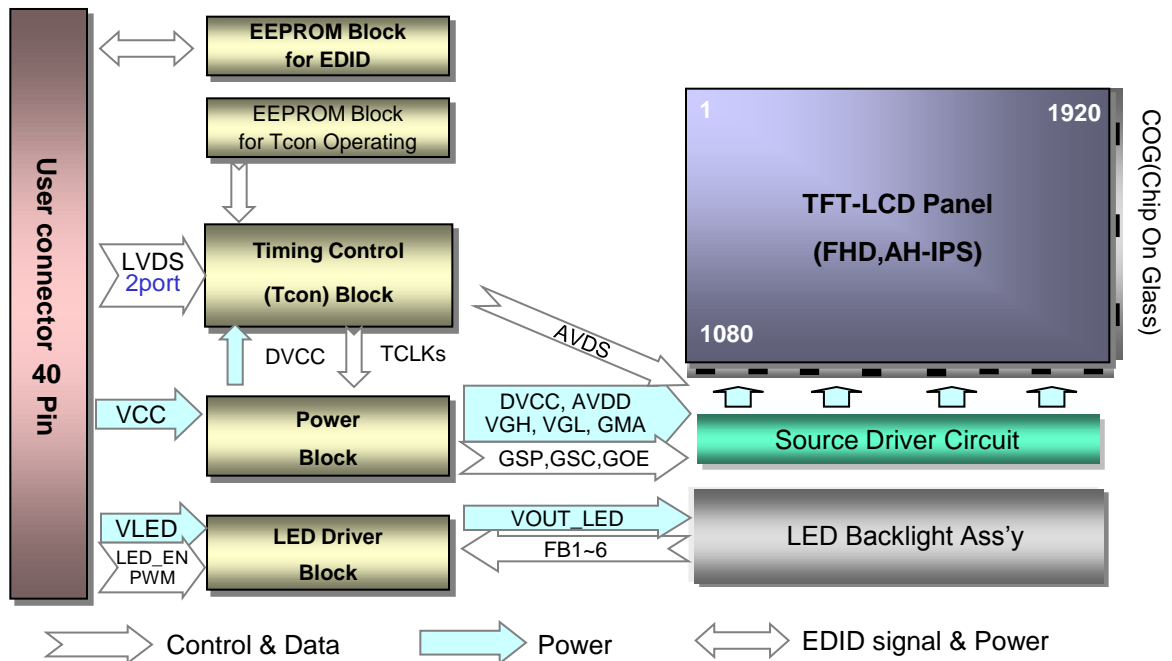 EEPROM Block
for EDID
EEPROM Block
for Tcon Operating
User connector 40 Pin
LVDS
2port
Timing Control
(Tcon) Block
DVCC
TCLKs
AVDS
VCC
Power
Block
DVCC, AVDD
VGH, VGL, GMA
GSP,GSC,GOE
1
1920
TFT-LCD Panel
(FHD,AH-IPS)
1080
COG(Chip On Glass)
Source Driver Circuit
VLED
LED_EN
PWM
LED Driver
Block
VOUT_LED
FB1~6
LED Backlight Ass'y
Control & Data
Power
EDID signal & Power